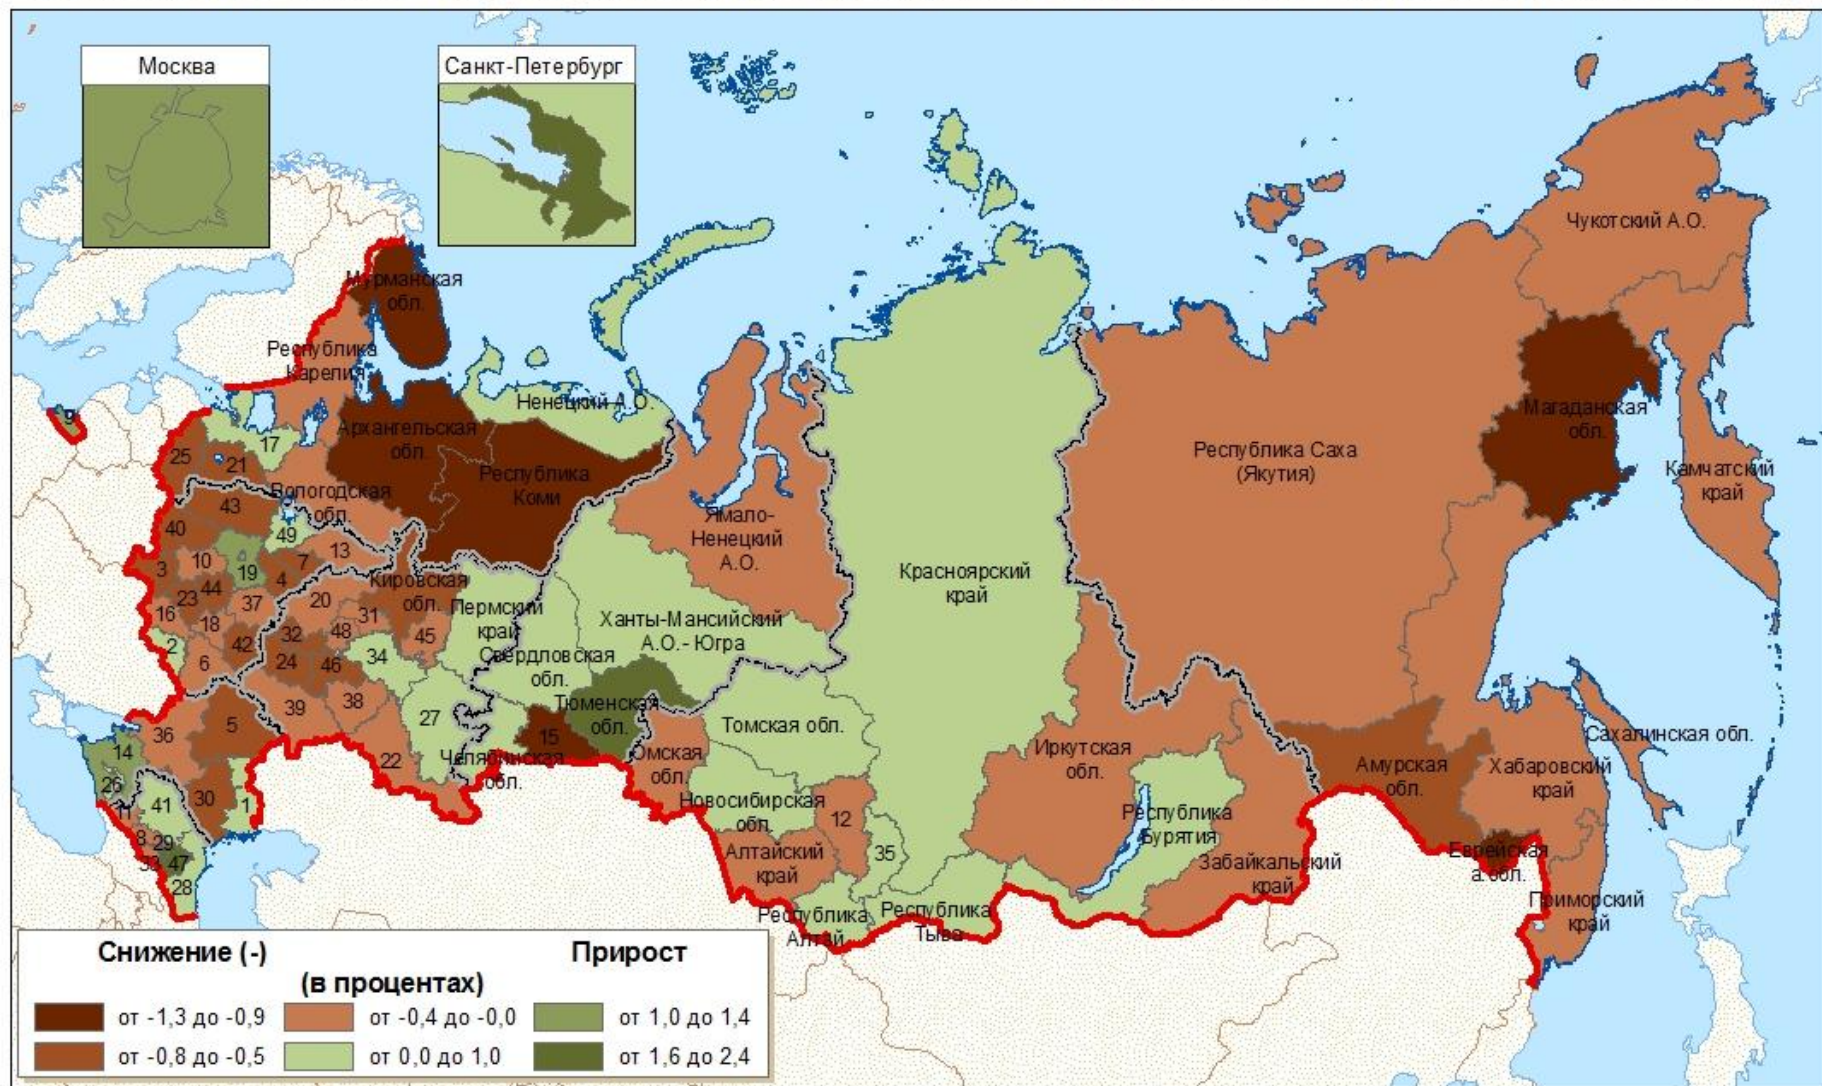 Москва
Санкт-Петербург
Чукотский А.О.
Мурманская
обл.
Республика
Карелия
Ненецкий А.О.
9
Архангельская
обл.
17
25
21
Республика
Коми
Вологодская
обл.
Республика Саха
(Якутия)
Магаданская
обл.
Камчатский
край
43
40
49
13
10
7
3
19
4
44
23
37
16
18
2
42
6
Ямало-
Ненецкий
А.О.
Красноярский
край
Кировская
обл.
20
31
32
48
45
24
46
34
Пермский
край
Ханты-Мансийский
А.О.- Югра
Свердловская
обл.
Тюменская
обл.
39
38
27
5
36
14
22
15
Челябинская
обл.
Омская
обл.
Томская обл.
Новосибирская
обл.
12
Алтайский
край
35
Иркутская
обл.
Республика
Бурятия
Забайкальский
край
Амурская
обл.
Хабаровский
край
Сахалинская обл.
Еврейская
а. обл.
Приморский
край
26
11
41
30
1
8
29
33
47
28
Республика
Алтай
Республика
Тыва
Снижение (-)
Прирост
(в процентах)
от -1,3 до -0,9
от -0,4 до -0,0
от 1,0 до 1,4
от -0,8 до -0,5
от 0,0 до 1,0
от 1,6 до 2,4